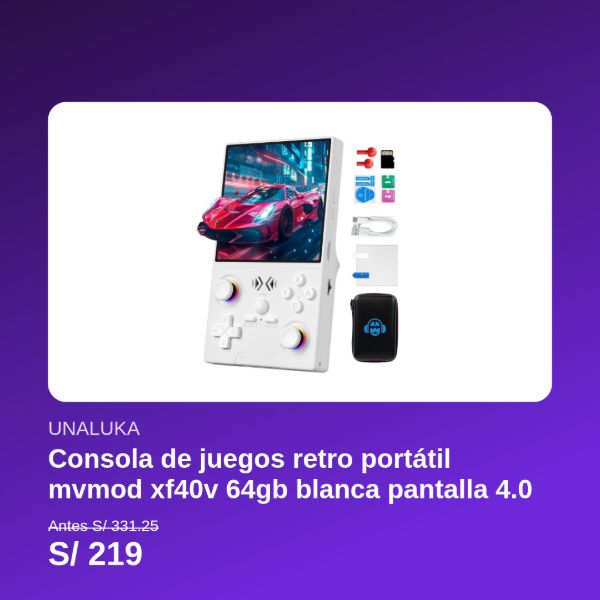 UNALUKA
Consola de juegos retro portátil
mvmod xf40v 64gb blanca pantalla 4.0
Antes S/ 331.25
S/ 219